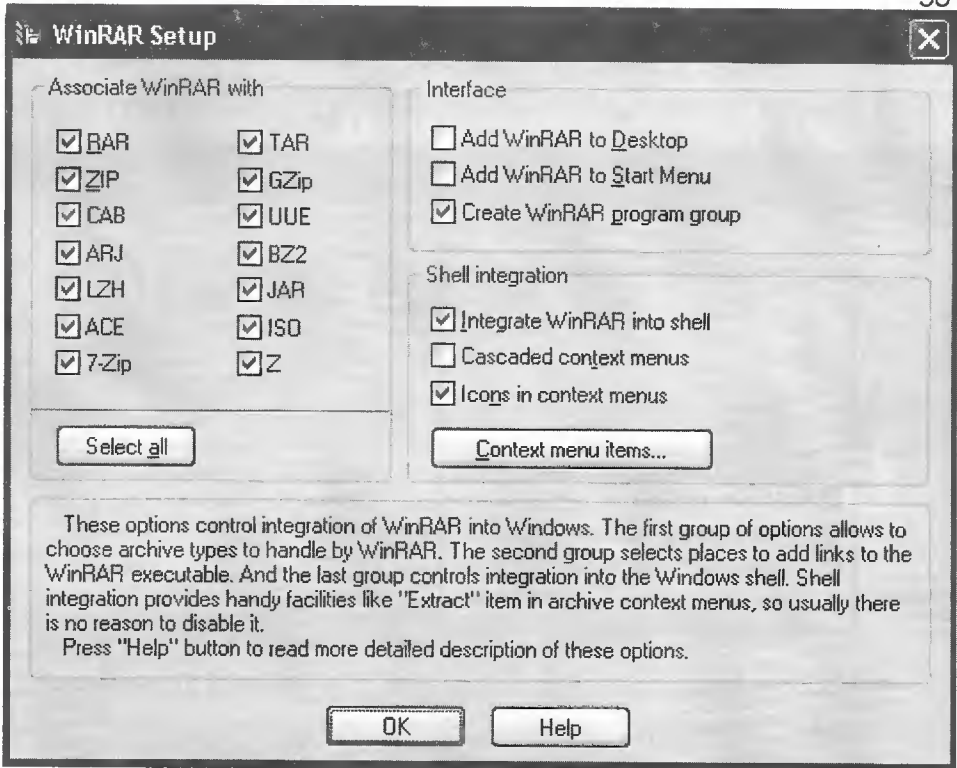 WinRAR Setup
Associate WinRAR with
RAR
ZIP
CAB
ARJ
LZH
ACE
7-Zip
TAR
GZip
UUE
BZ2
JAR
ISO
Z
Select all
Interface
Add WinRAR to Desktop
Add WinRAR to Start Menu
Create WinRAR program group
Shell integration
Integrate WinRAR into shell
Cascaded context menus
Icons in context menus
Context menu items...
These options control integration of WinRAR into Windows. The first group of options allows to
choose archive types to handle by WinRAR. The second group selects places to add links to the
WinRAR executable. And the last group controls integration into the Windows shell. Shell
integration provides handy facilities like "Extract" item in archive context menus, so usually there
is no reason to disable it.
Press "Help" button to read more detailed description of these options.
OK
Help